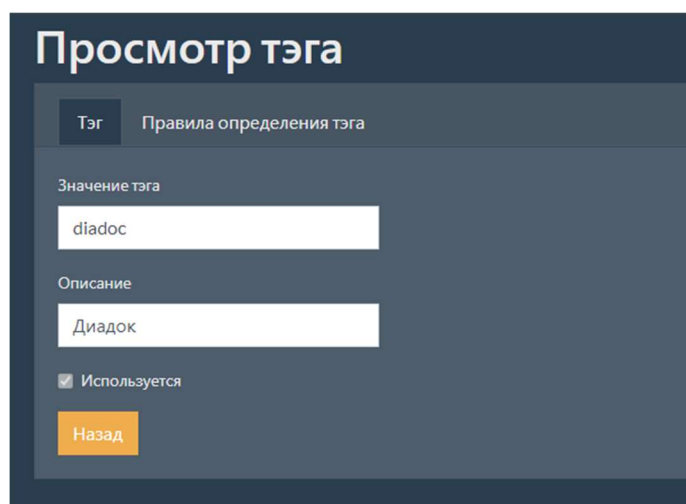 Просмотр тэга
Тэг Правила определения тэга
Значение тэга
diadoc
Описание
Диадок
Используется
Назад